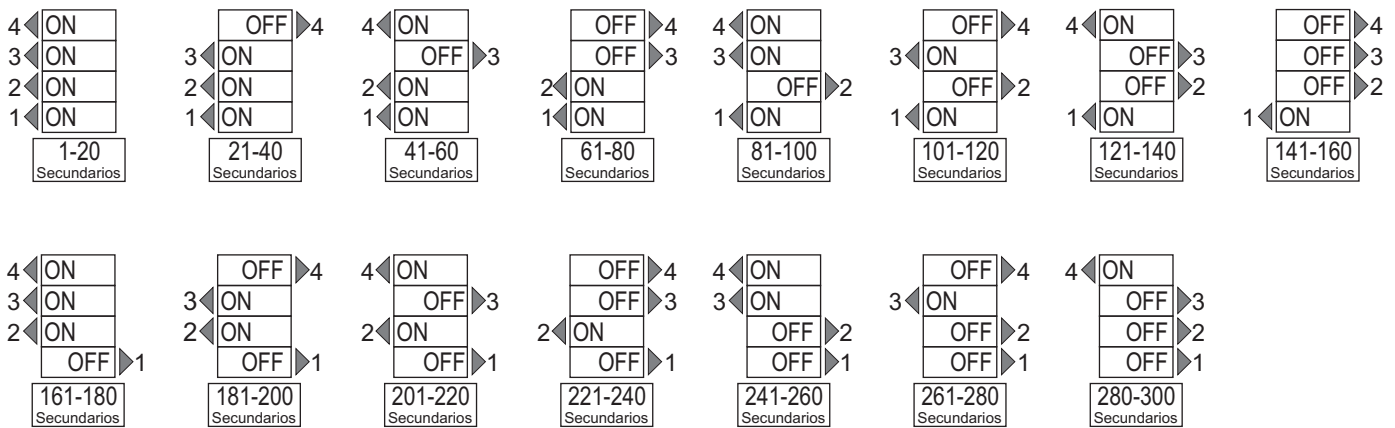 4 ON OFF 4 4 ON OFF 4 4 ON OFF 4 4 ON OFF 4
3 ON 3 ON OFF 3 OFF 3 3 ON 3 ON OFF 3 OFF 3
2 ON 2 ON 2 ON 2 ON OFF 2 OFF 2 OFF 2 OFF 2
1 ON 1 ON 1 ON 1 ON 1 ON 1 ON 1 ON 1 ON
1-20 21-40 41-60 61-80 81-100 101-120 121-140 141-160
Secundarios Secundarios Secundarios Secundarios Secundarios Secundarios Secundarios Secundarios
4 ON OFF 4 4 ON OFF 4 4 ON OFF 4 4 ON
3 ON 3 ON OFF 3 OFF 3 3 ON 3 ON OFF 3
2 ON 2 ON 2 ON 2 ON OFF 2 OFF 2 OFF 2
OFF 1 OFF 1 OFF 1 OFF 1 OFF 1 OFF 1 OFF 1
161-180 181-200 201-220 221-240 241-260 261-280 280-300
Secundarios Secundarios Secundarios Secundarios Secundarios Secundarios Secundarios